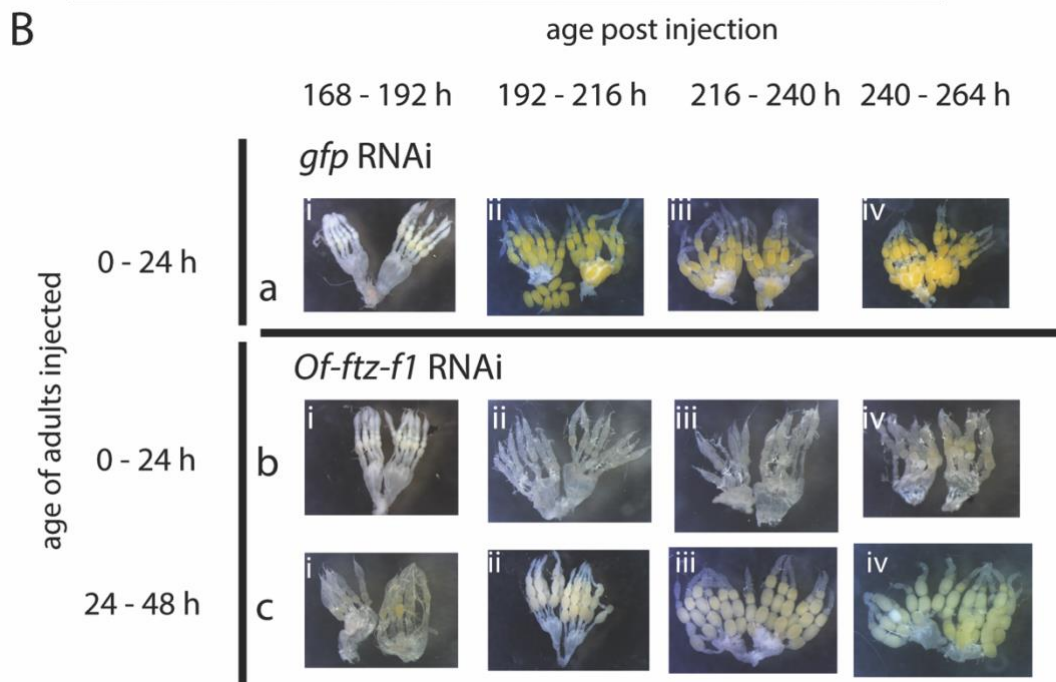 B
age post injection
168 - 192 h 192 - 216 h 216 - 240 h 240 - 264 h
gfp RNAi
i ii iii iv
0 - 24 h
a
Of-ftz-f1 RNAi
i ii iii iv
0 - 24 h
b
i ii iii iv
24 - 48 h
c
age of adults injected